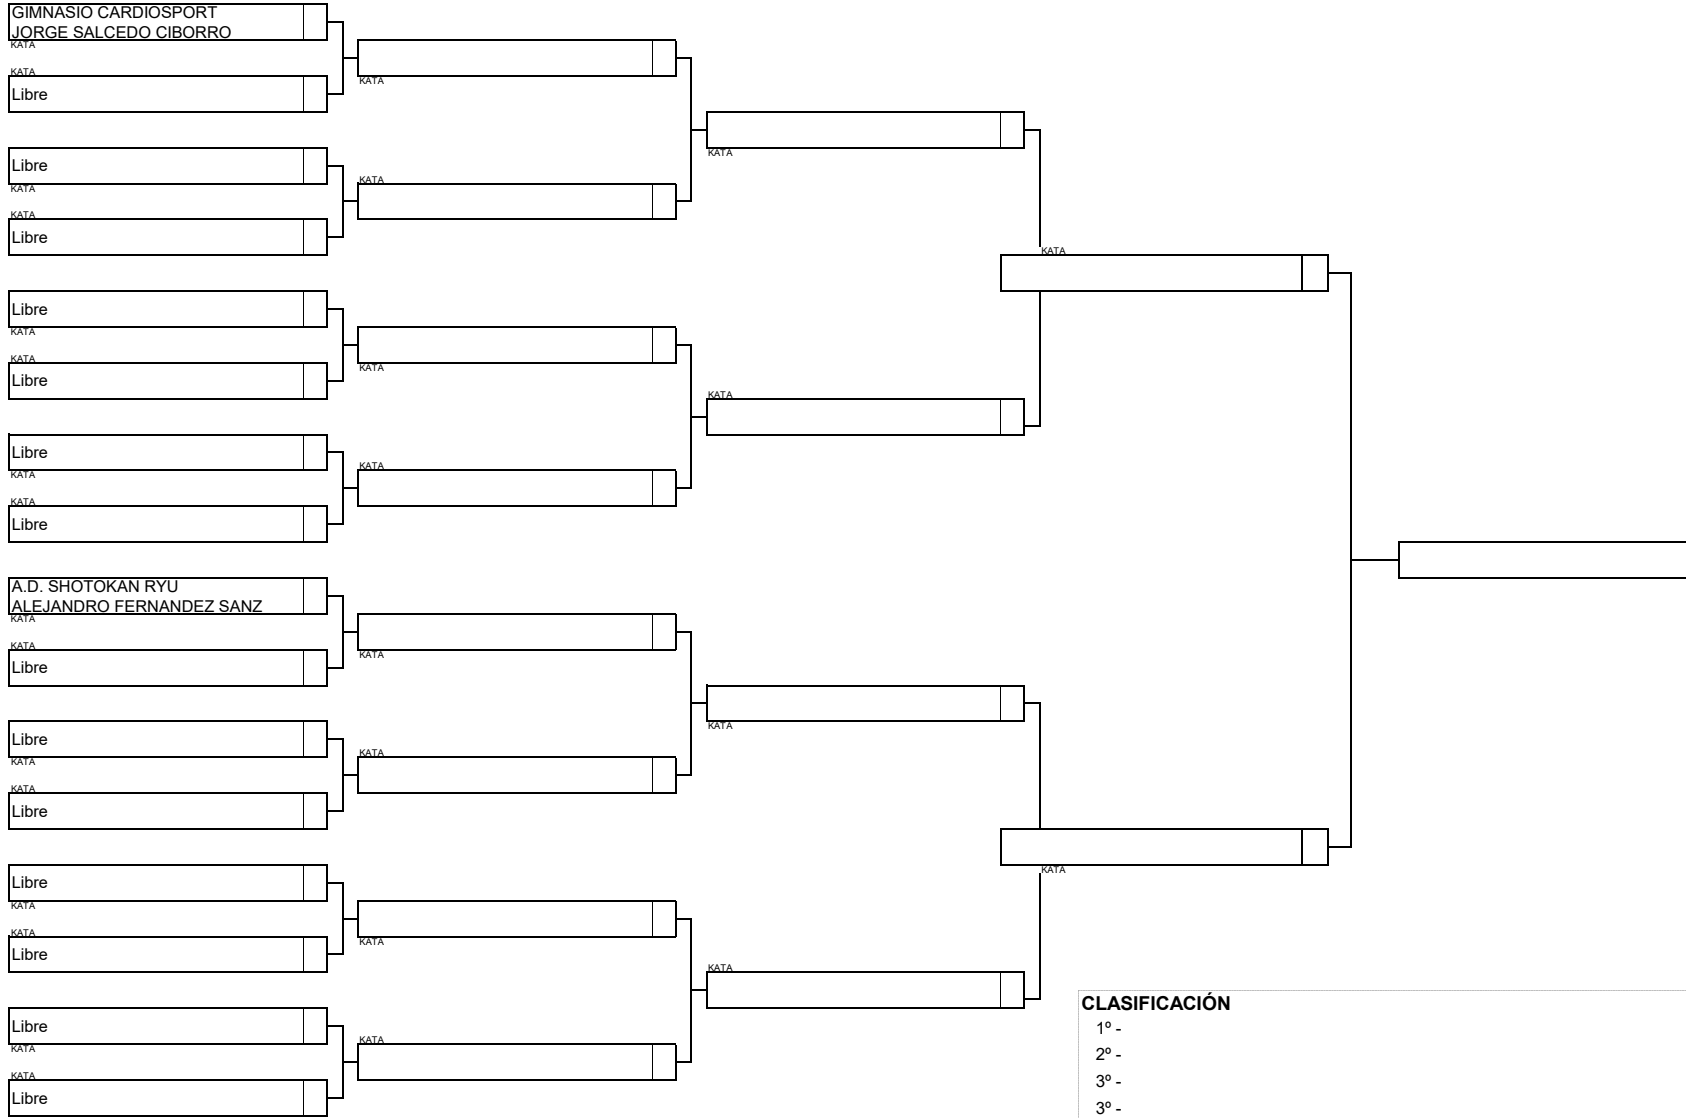 GIMNASIO CARDIOSPORT
JORGE SALCEDO CIBORRO
KATA
KATA
Libre
Libre
KATA
KATA
Libre
Libre
KATA
KATA
Libre
Libre
KATA
KATA
Libre
A.D. SHOTOKAN RYU
ALEJANDRO FERNANDEZ SANZ
KATA
KATA
Libre
Libre
KATA
KATA
Libre
Libre
KATA
KATA
Libre
Libre
KATA
KATA
Libre
KATA
KATA
KATA
KATA
KATA
KATA
KATA
KATA
KATA
KATA
KATA
KATA
KATA
KATA
CLASIFICACIÓN
1º -
2º -
3º -
3º -